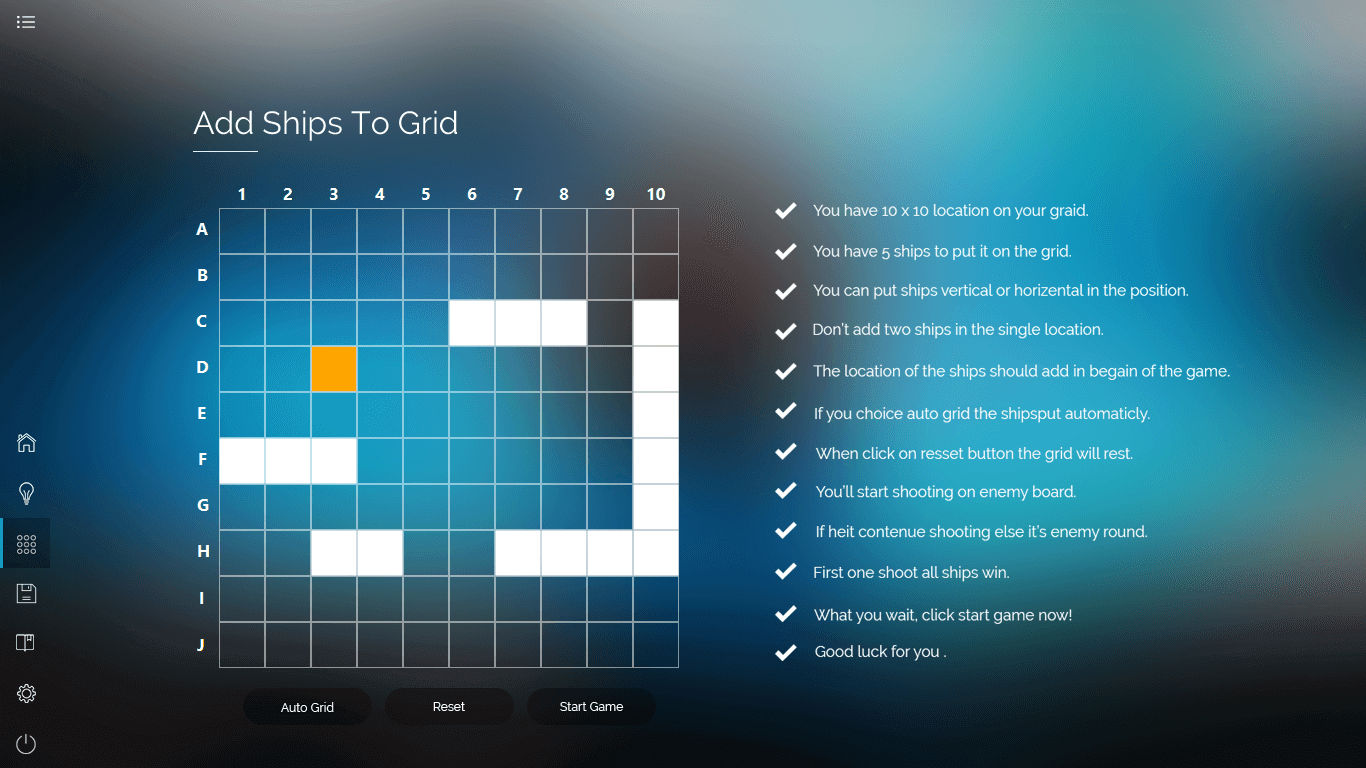 Add Ships To Grid
1 2 3 4 5 6 7 8 9 10
A
B
C
D
E
F
G
H
I
J
Auto Grid
Reset
Start Game
You have 10 x 10 location on your graid.
You have 5 ships to put it on the grid.
You can put ships vertical or horizental in the position.
Don't add two ships in the single location.
The location of the ships should add in begain of the game.
If you choice auto grid the shipsput automaticly.
When click on resset button the grid will rest.
You'll start shooting on enemy board.
If heit contenue shooting else it's enemy round.
First one shoot all ships win.
What you wait, click start game now!
Good luck for you .